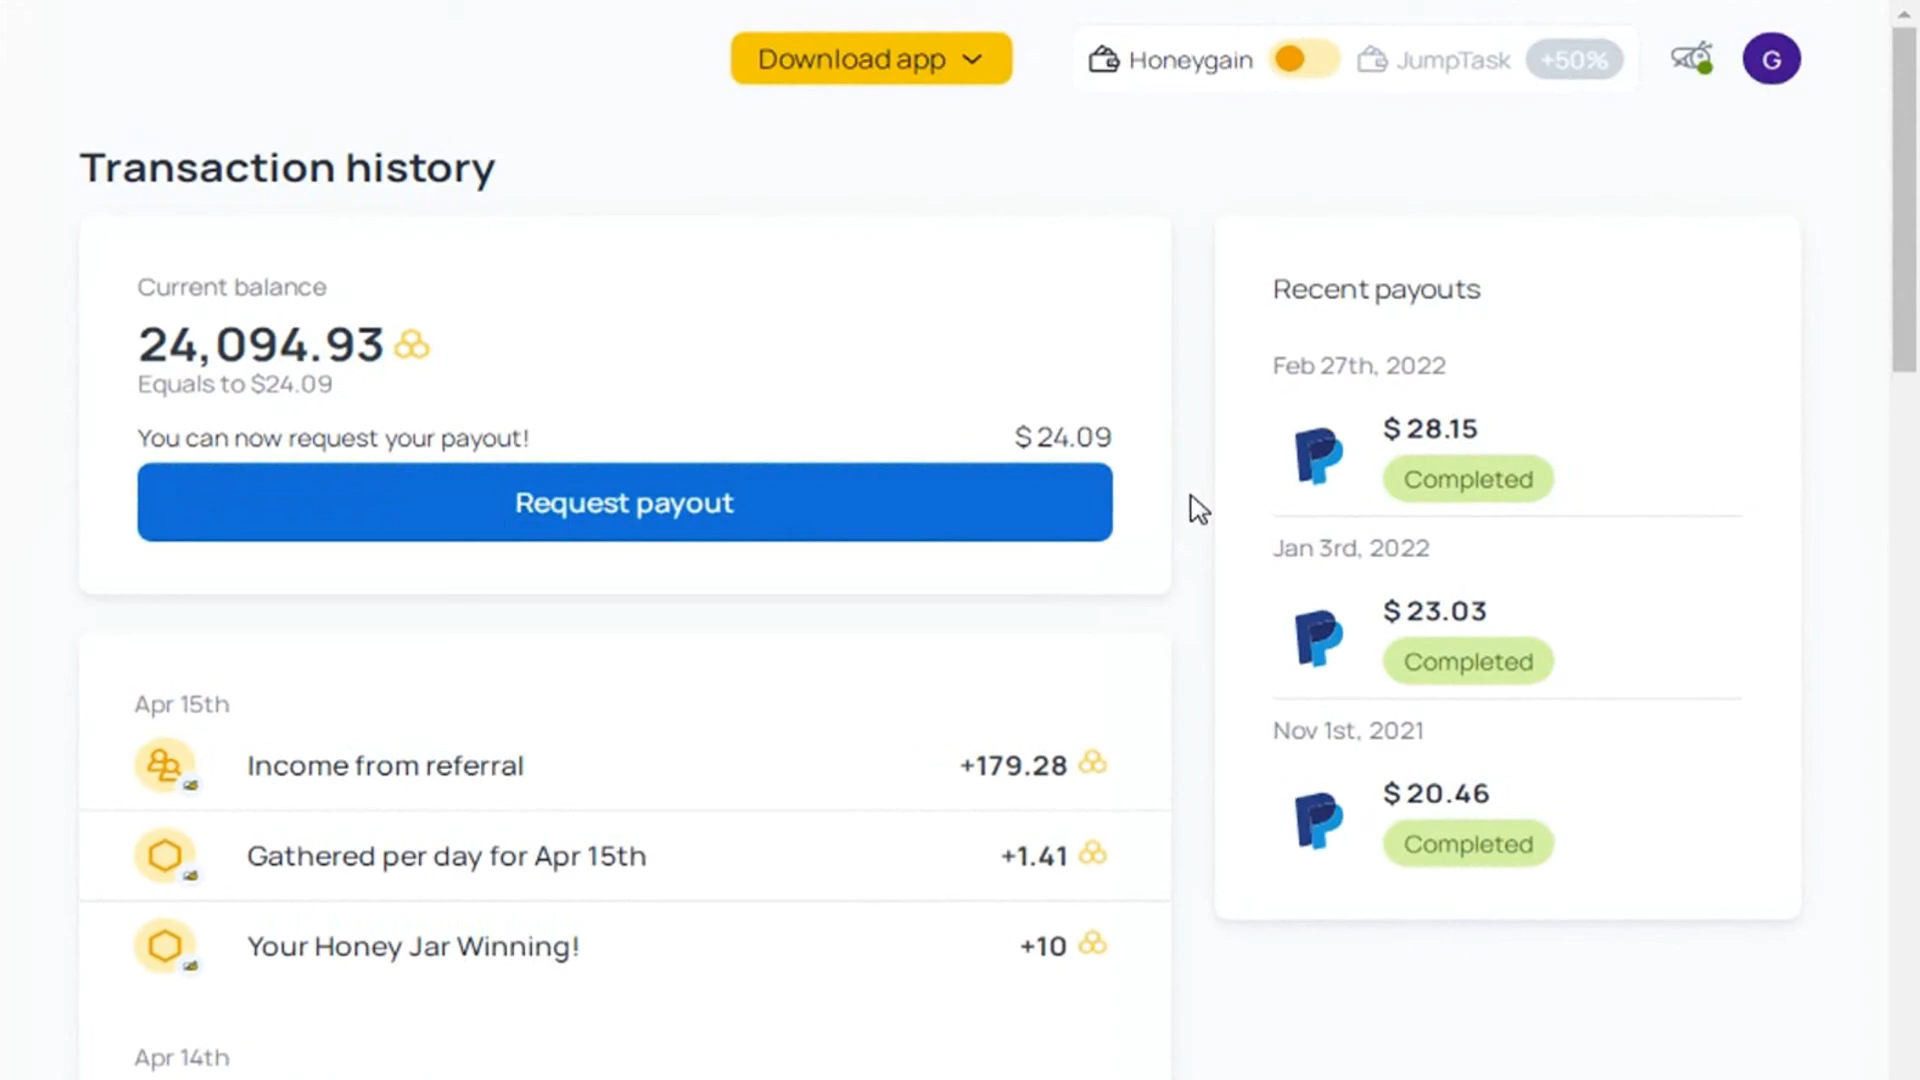 Download app
Honeygain
JumpTask
+50%
G
Transaction history
Current balance
24,094.93
Equals to $24.09
You can now request your payout!
$ 24.09
Request payout
Apr 15th
Income from referral
+179.28
Gathered per day for Apr 15th
+1.41
Your Honey Jar Winning!
+10
Apr 14th
Recent payouts
Feb 27th, 2022
$ 28.15
Completed
Jan 3rd, 2022
$ 23.03
Completed
Nov 1st, 2021
$ 20.46
Completed